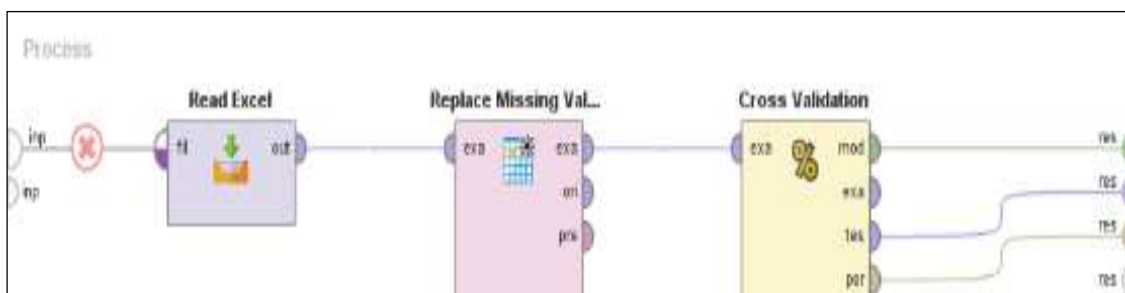 Process
Read Excel
Replace Missing Val...
Cross Validation
inp
fil
out
exa
exa
exa
mod
res
inp
ori
exa
res
pre
tes
res
per
res